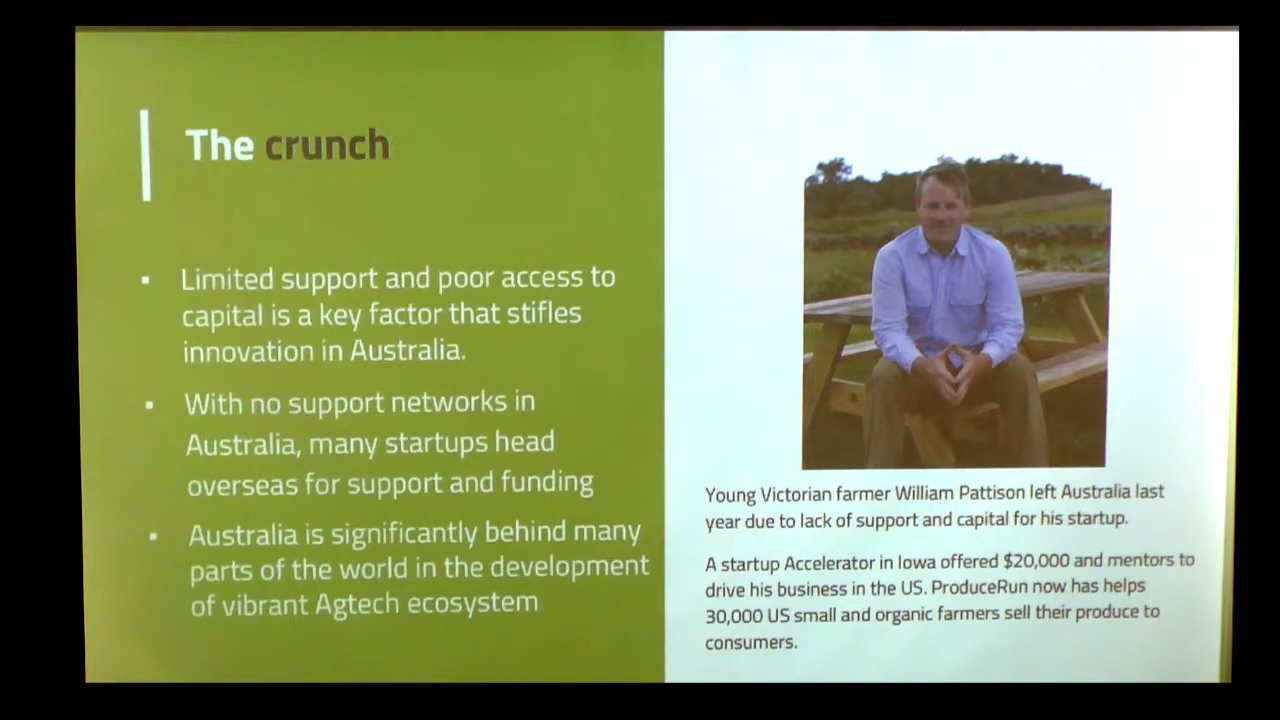 The crunch
Limited support and poor access to
capital is a key factor that stifles
innovation in Australia.
With no support networks in
Australia, many startups head
overseas for support and funding
Australia is significantly behind many
parts of the world in the development
of vibrant Agtech ecosystem
Young Victorian farmer William Pattison left Australia last
year due to lack of support and capital for his startup.
A startup Accelerator in Iowa offered $20,000 and mentors to
drive his business in the US. ProduceRun now has helps
30,000 US small and organic farmers sell their produce to
consumers.